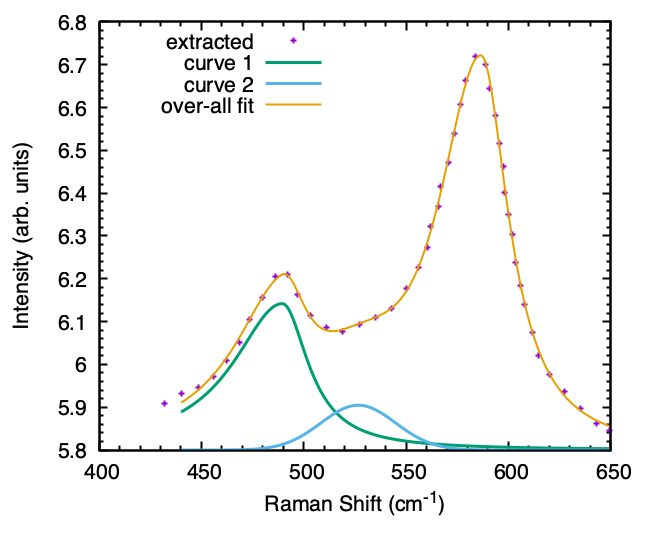 6.8
6.7
6.6
6.5
6.4
6.3
6.2
6.1
6
5.9
5.8
Intensity (arb. units)
extracted
curve 1
curve 2
over-all fit
400 450 500 550 600 650
Raman Shift (cm⁻¹)